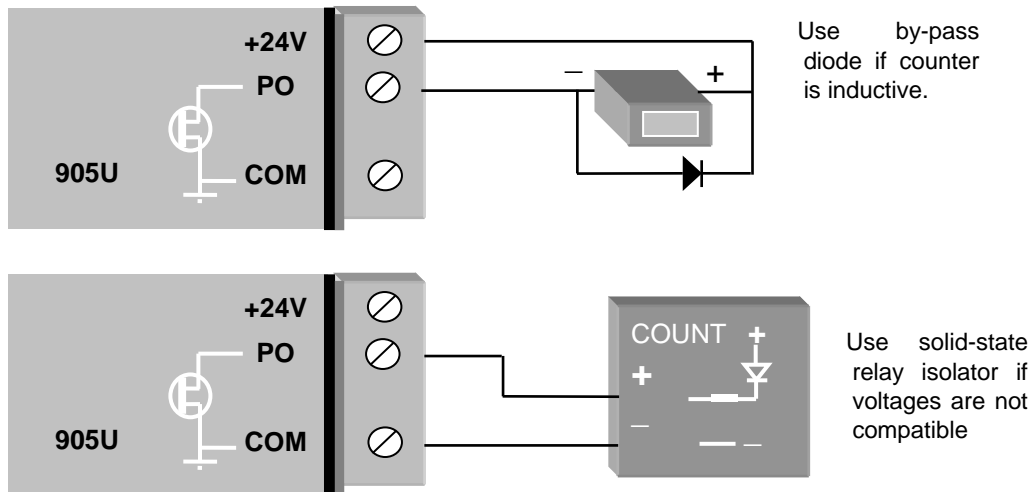 +24V
PO
905U
COM
– +
Use by-pass
diode if counter
is inductive.
+24V
PO
905U
COM
COUNT +
+
–
–
Use solid-state
relay isolator if
voltages are not
compatible